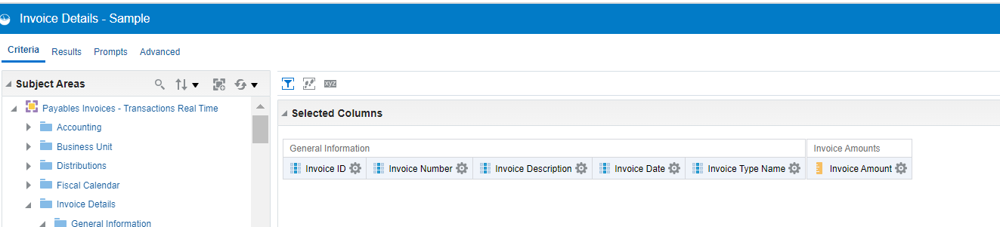 Invoice Details - Sample
Criteria Results Prompts Advanced
Subject Areas
xyz
Payables Invoices - Transactions Real Time
Selected Columns
Accounting
Business Unit
Distributions
Fiscal Calendar
Invoice Details
General Information
General Information Invoice Amounts
Invoice ID Invoice Number Invoice Description Invoice Date Invoice Type Name Invoice Amount